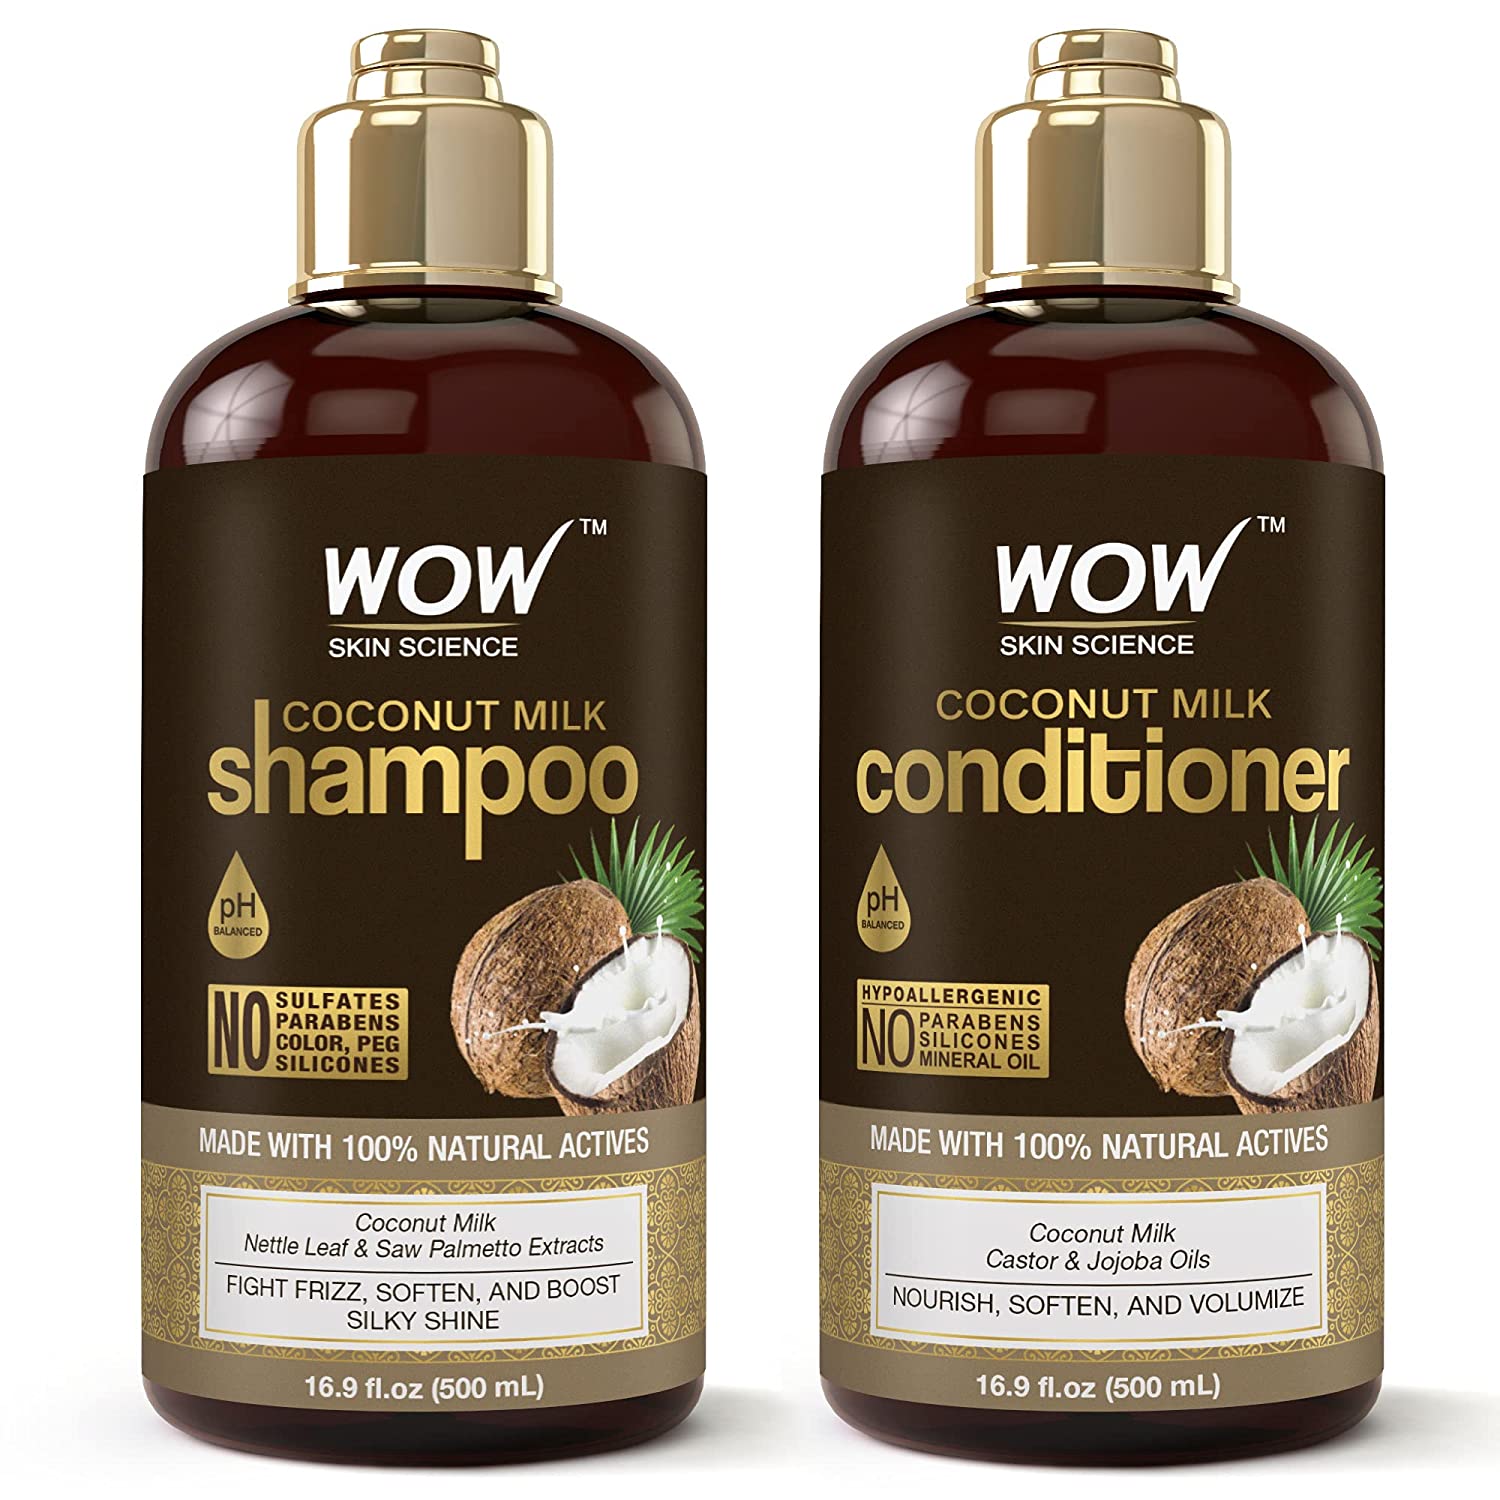 WOW™
SKIN SCIENCE
COCONUT MILK
shampoo
pH
BALANCED
NO SULFATES
PARABENS
COLOR, PEG
SILICONES
MADE WITH 100% NATURAL ACTIVES
Coconut Milk
Nettle Leaf & Saw Palmetto Extracts
FIGHT FRIZZ, SOFTEN, AND BOOST
SILKY SHINE
16.9 fl.oz (500 mL)
WOW™
SKIN SCIENCE
COCONUT MILK
conditioner
pH
BALANCED
HYPOALLERGENIC
NO PARABENS
SILICONES
MINERAL OIL
MADE WITH 100% NATURAL ACTIVES
Coconut Milk
Castor & Jojoba Oils
NOURISH, SOFTEN, AND VOLUMIZE
16.9 fl.oz (500 mL)